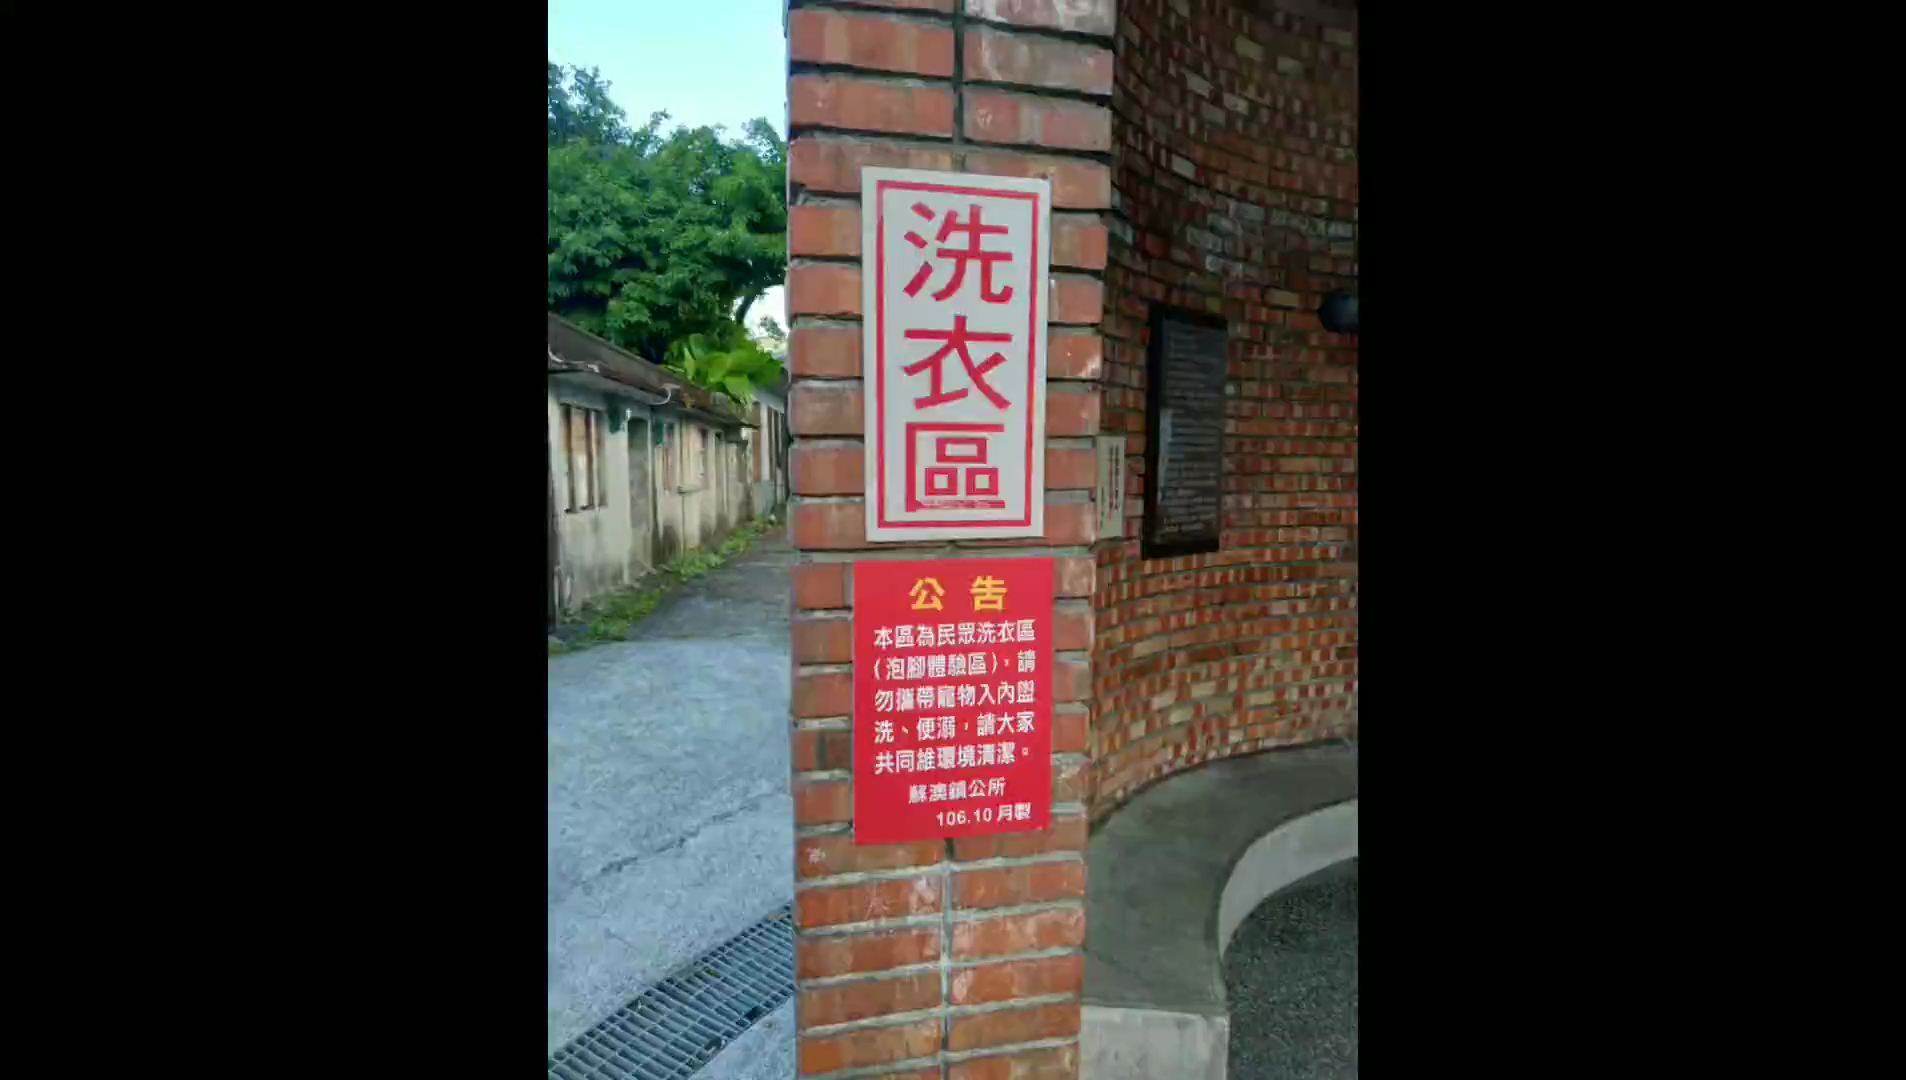 洗衣區
公告
本區為民眾洗衣區
（泡腳體驗區），請
勿攜帶寵物入內盥
洗、便溺，請大家
共同維環境清潔。
蘇澳鎮公所
106.10月製